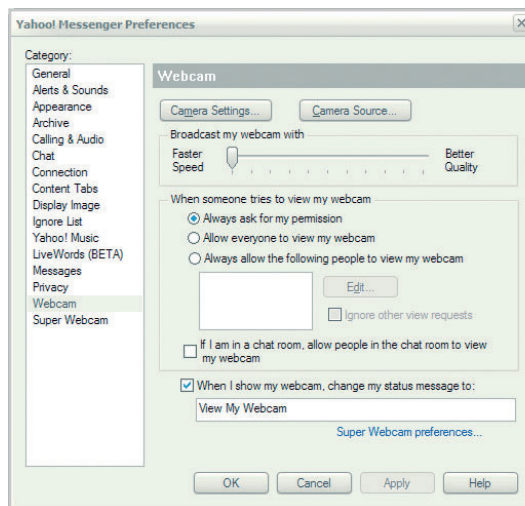 Yahoo! Messenger Preferences
Category:
General
Alerts & Sounds
Appearance
Archive
Calling & Audio
Chat
Connection
Content Tabs
Display Image
Ignore List
Yahoo! Music
LiveWords (BETA)
Messages
Privacy
Webcam
Super Webcam
Webcam
Camera Settings... Camera Source...
Broadcast my webcam with
Faster Better
Speed Quality
When someone tries to view my webcam
Always ask for my permission
Allow everyone to view my webcam
Always allow the following people to view my webcam
Edit...
Ignore other view requests
If I am in a chat room, allow people in the chat room to view
my webcam
When I show my webcam, change my status message to:
View My Webcam
Super Webcam preferences...
OK Cancel Apply Help